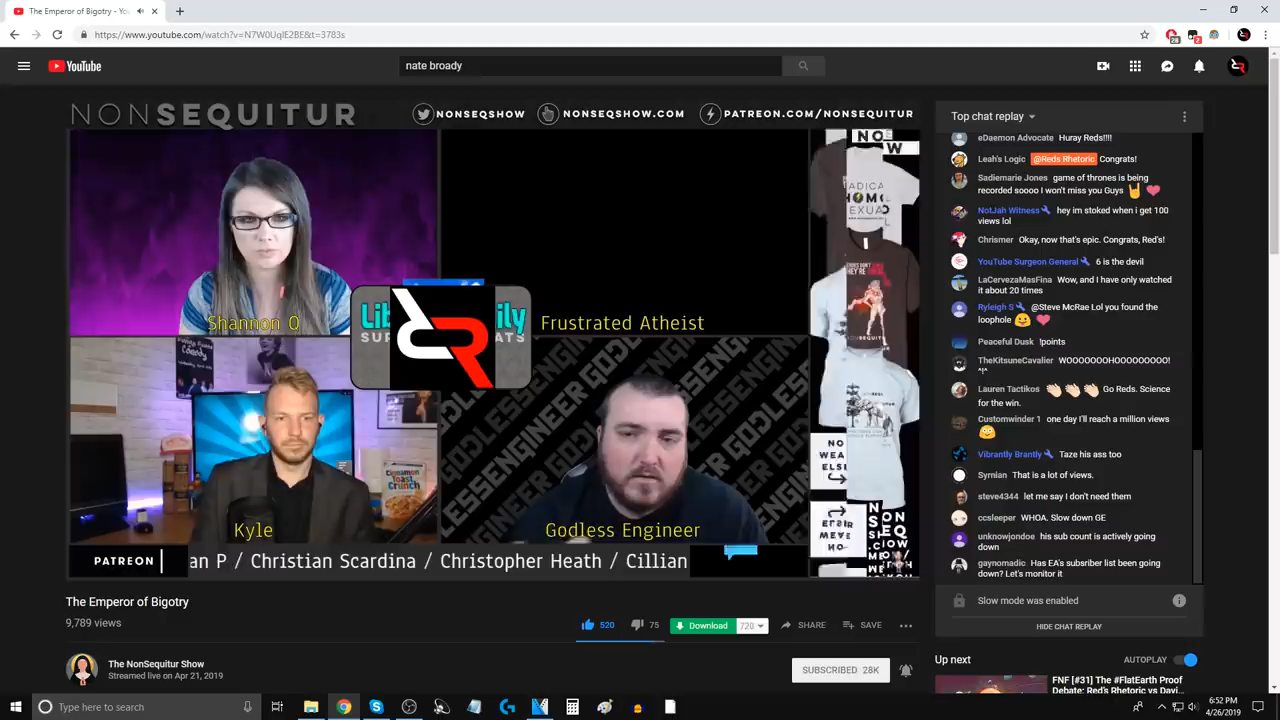 The Emperor of Bigotry - Yo
https://www.youtube.com/watch?v=N7W0UqIE2BE&t=3783s
YouTube
nate broady
NONSEQUITUR
NONSEQSHOW
NONSEQSHOW.COM
PATREON.COM/NONSEQUITUR
Shannon Q
Frustrated Atheist
Kyle
Godless Engineer
Cinnamon
Toast
Crunch
PATREON
an P / Christian Scardina / Christopher Heath / Cillian
The Emperor of Bigotry
9,789 views
520
75
Download
720
SHARE
SAVE
The NonSequitur Show
Streamed live on Apr 21, 2019
SUBSCRIBED 28K
Top chat replay
eDaemon Advocate Huray Reds!!!!
Leah's Logic @Reds Rhetoric Congrats!
Sadiemarie Jones game of thrones is being
recorded soooo I won't miss you Guys
NotJah Witness hey im stoked when i get 100
views lol
Chrismer Okay, now that's epic. Congrats, Red's!
YouTube Surgeon General 6 is the devil
LaCervezaMasFina Wow, and I have only watched
it about 20 times
Ryleigh S @Steve McRae Lol you found the
loophole
Peaceful Dusk !points
TheKitsuneCavalier WOOOOOOHOOOOOOOO!
^!^
Lauren Tactikos Go Reds. Science
for the win.
Customwinder 1 one day I'll reach a million views
Vibrantly Brantly Taze his ass too
Symian That is a lot of views.
steve4344 let me say I don't need them
ccsleeper WHOA. Slow down GE
unknowjondoe his sub count is actively going
down
gaynomadic Has EA's subsriber list been going
down? Let's monitor it
Slow mode was enabled
HIDE CHAT REPLAY
Up next
AUTOPLAY
FNF [#31] The #FlatEarth Proof
Debate: Red's Rhetoric vs Davi...
Type here to search
6:52 PM
4/26/2019